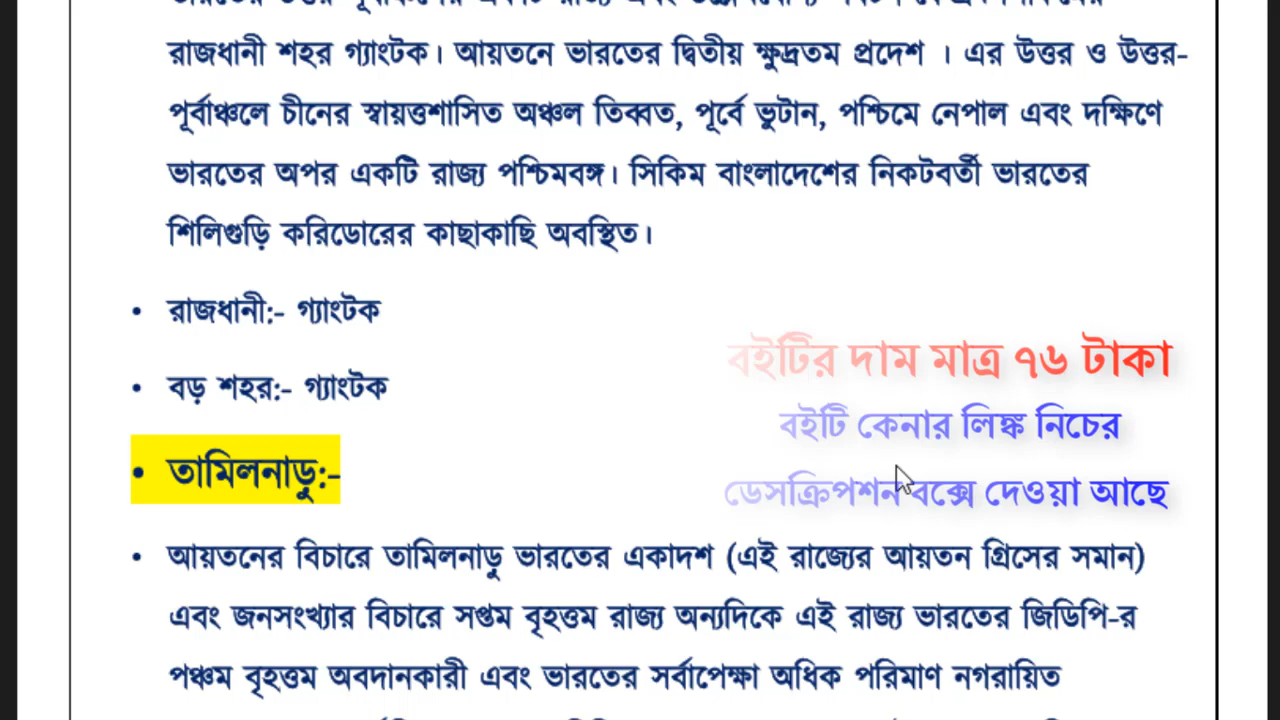 রাজধানী শহর গ্যাংটক। আয়তনে ভারতের দ্বিতীয় ক্ষুদ্রতম প্রদেশ । এর উত্তর ও উত্তর-
পূর্বাঞ্চলে চীনের স্বায়ত্তশাসিত অঞ্চল তিব্বত, পূর্বে ভুটান, পশ্চিমে নেপাল এবং দক্ষিণে
ভারতের অপর একটি রাজ্য পশ্চিমবঙ্গ। সিকিম বাংলাদেশের নিকটবর্তী ভারতের
শিলিগুড়ি করিডোরের কাছাকাছি অবস্থিত।
• রাজধানী:- গ্যাংটক
• বড় শহর:- গ্যাংটক
বইটির দাম মাত্র ৭৬ টাকা
বইটি কেনার লিঙ্ক নিচের
ডেসক্রিপশন বক্সে দেওয়া আছে
• তামিলনাড়ু:-
• আয়তনের বিচারে তামিলনাড়ু ভারতের একাদশ (এই রাজ্যের আয়তন গ্রিসের সমান)
এবং জনসংখ্যার বিচারে সপ্তম বৃহত্তম রাজ্য অন্যদিকে এই রাজ্য ভারতের জিডিপি-র
পঞ্চম বৃহত্তম অবদানকারী এবং ভারতের সর্বাপেক্ষা অধিক পরিমাণ নগরায়িত